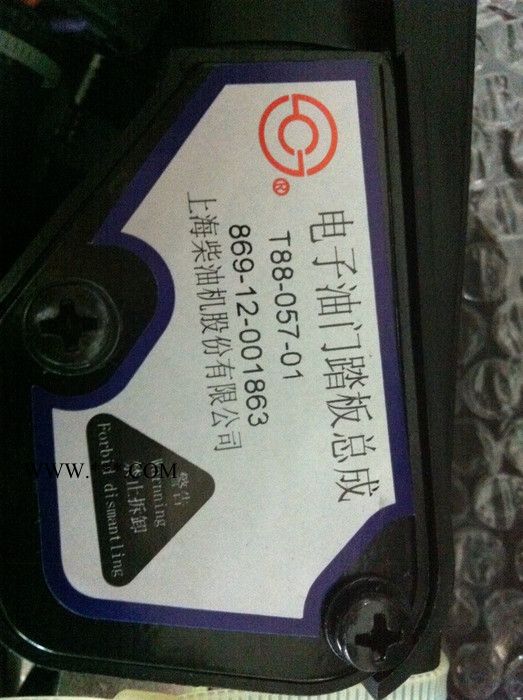 ®
电子油门踏板总成
T88-057-01
869-12-001863
上海柴油机股份有限公司
警告
Warnning
禁止拆卸
Forbid dismantling